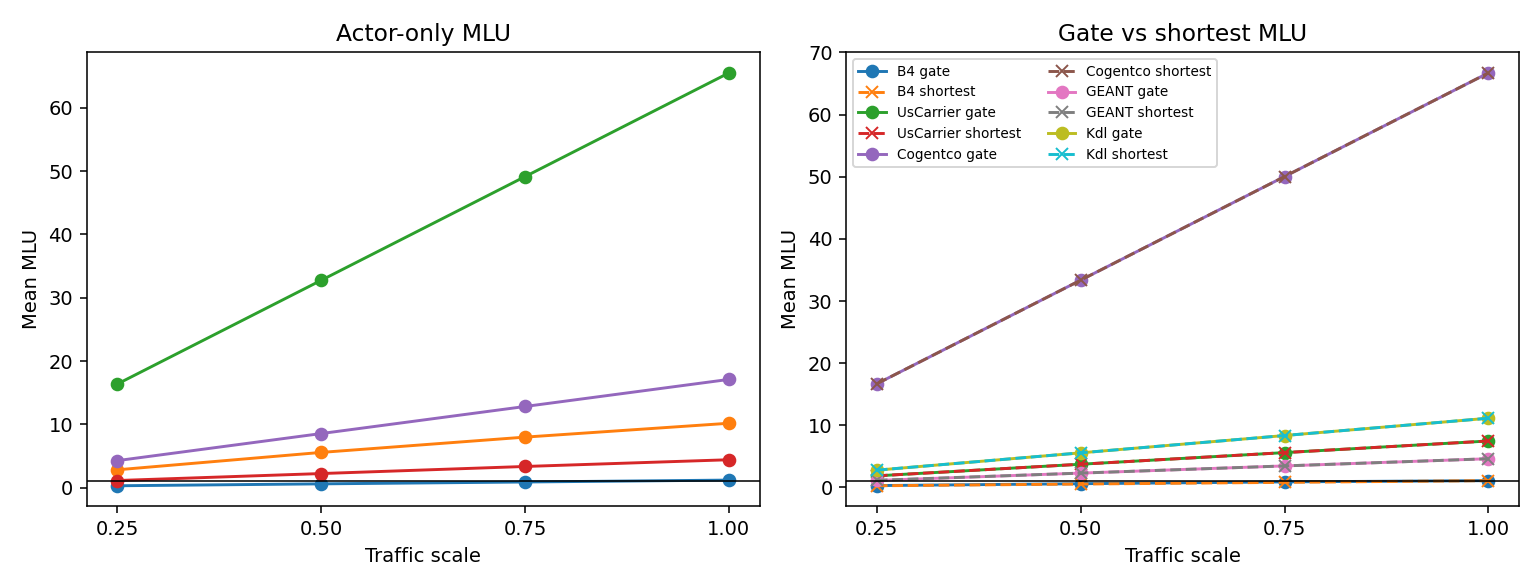 Actor-only MLU
Mean MLU
60
50
40
30
20
10
0
0.25 0.50 0.75 1.00
Traffic scale
Gate vs shortest MLU
Mean MLU
70
60
50
40
30
20
10
0
B4 gate
B4 shortest
UsCarrier gate
UsCarrier shortest
Cogentco gate
Cogentco shortest
GEANT gate
GEANT shortest
Kdl gate
Kdl shortest
0.25 0.50 0.75 1.00
Traffic scale